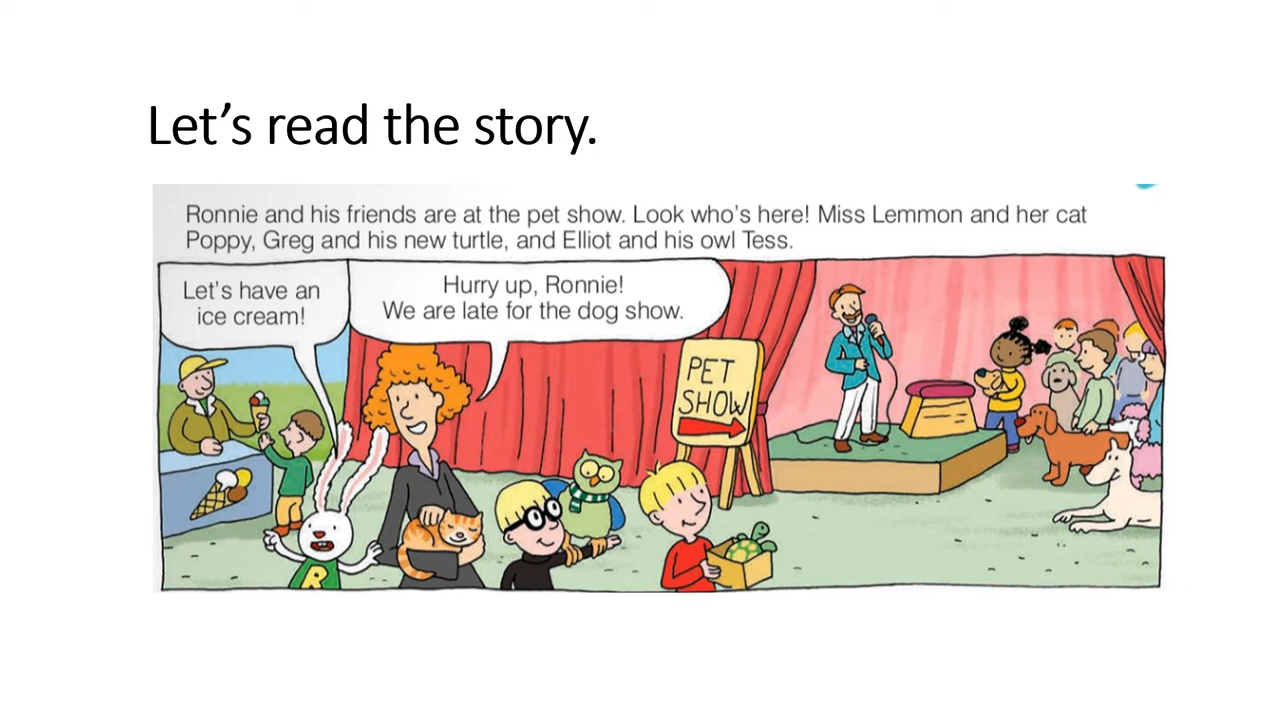 Let’s read the story.
Ronnie and his friends are at the pet show. Look who’s here! Miss Lemmon and her cat
Poppy, Greg and his new turtle, and Elliot and his owl Tess.
Let’s have an
ice cream!
Hurry up, Ronnie!
We are late for the dog show.
PET
SHOW
R